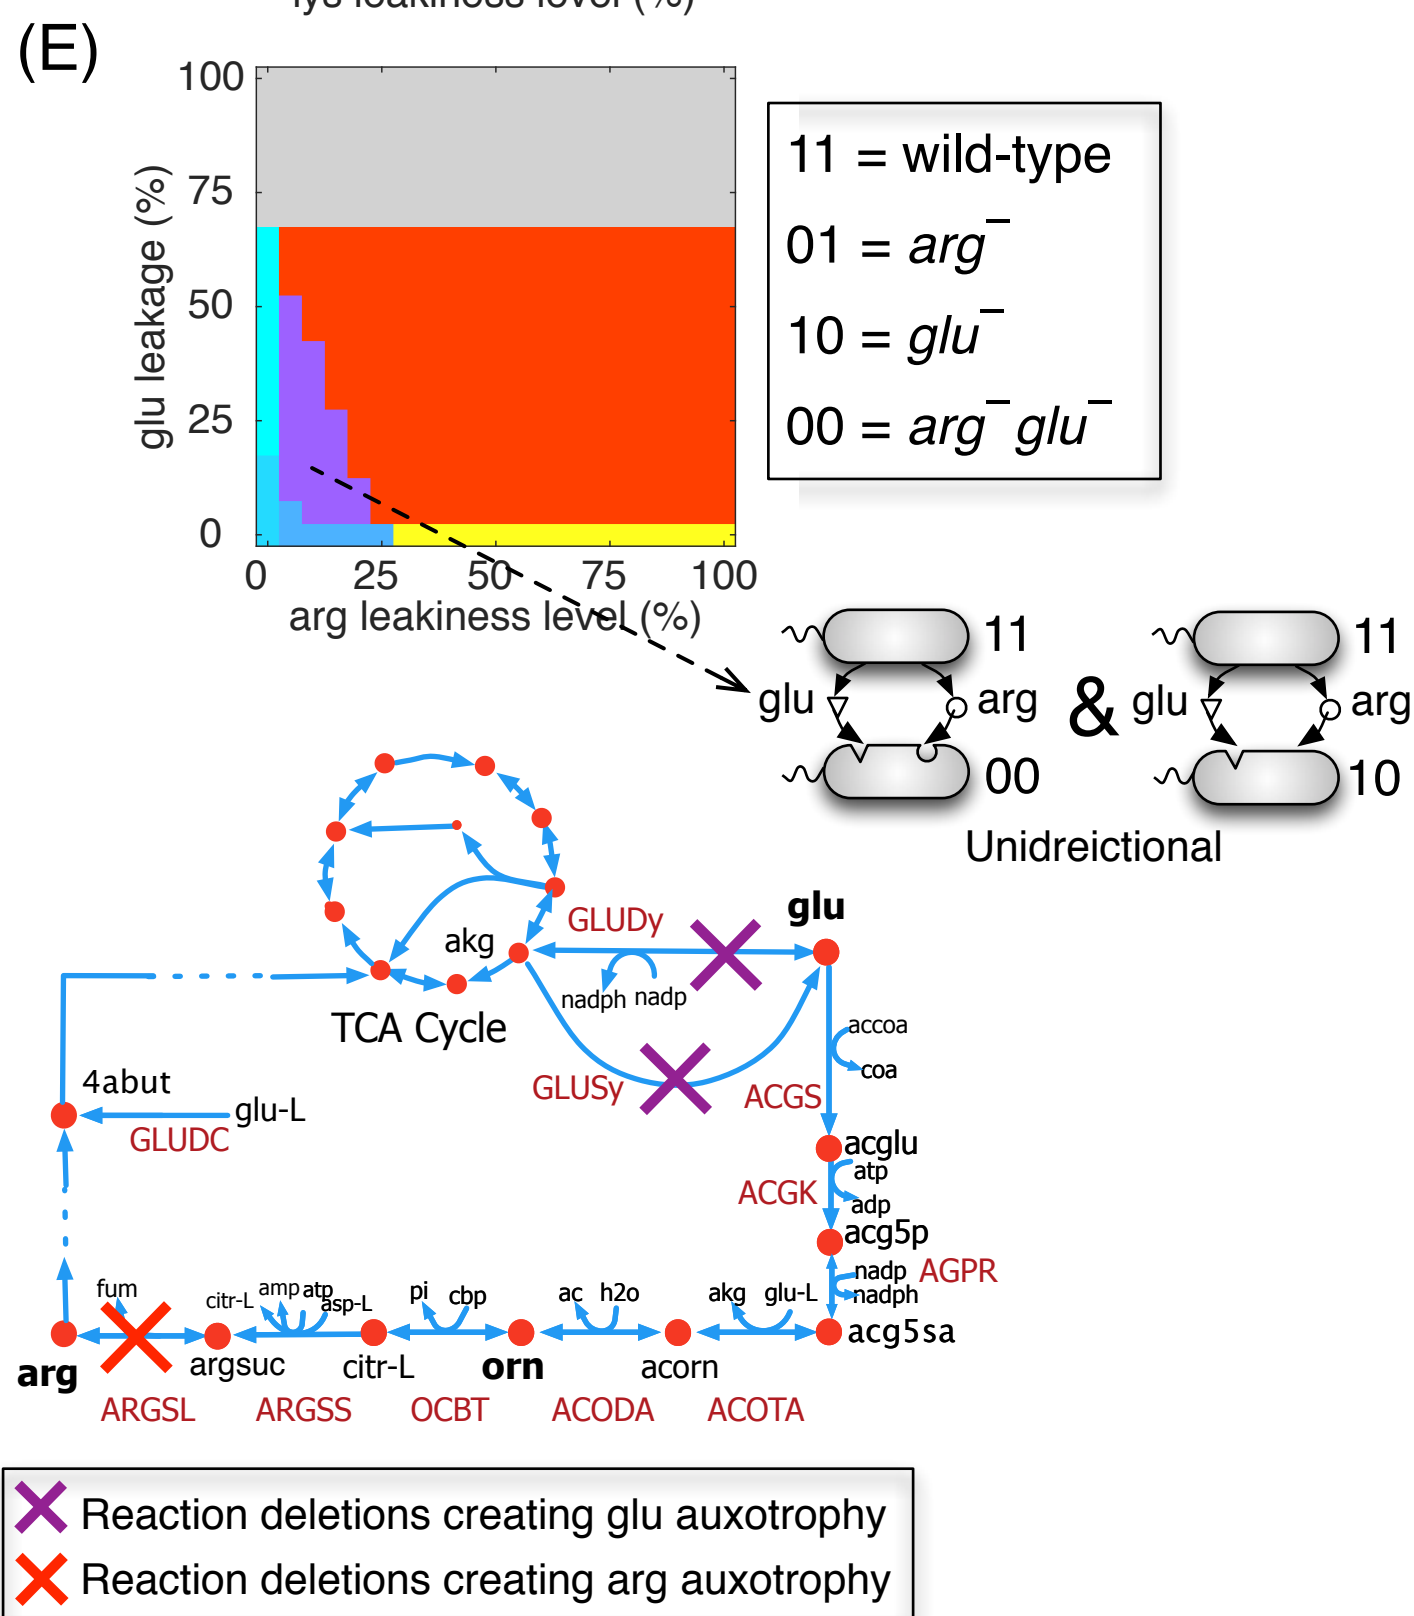 lys leakiness level (%)
(E)
100
75
50
25
0
glu leakage (%)
0 25 50 75 100
arg leakiness level (%)
11 = wild-type
01 = arg⁻
10 = glu⁻
00 = arg⁻glu⁻
11
glu arg
00
&
11
glu arg
10
Unidreictional
glu
GLUDy
akg
nadph nadp
TCA Cycle
accoa
coa
GLUSy
ACGS
4abut
glu-L
GLUDC
acglu
atp
ACGK
adp
acg5p
nadp
AGPR
nadph
fum
citr-L amp atp
asp-L
pi cbp
ac h2o
akg glu-L
acg5sa
arg argsuc citr-L orn acorn
ARGSL ARGSS OCBT ACODA ACOTA
Reaction deletions creating glu auxotrophy
Reaction deletions creating arg auxotrophy